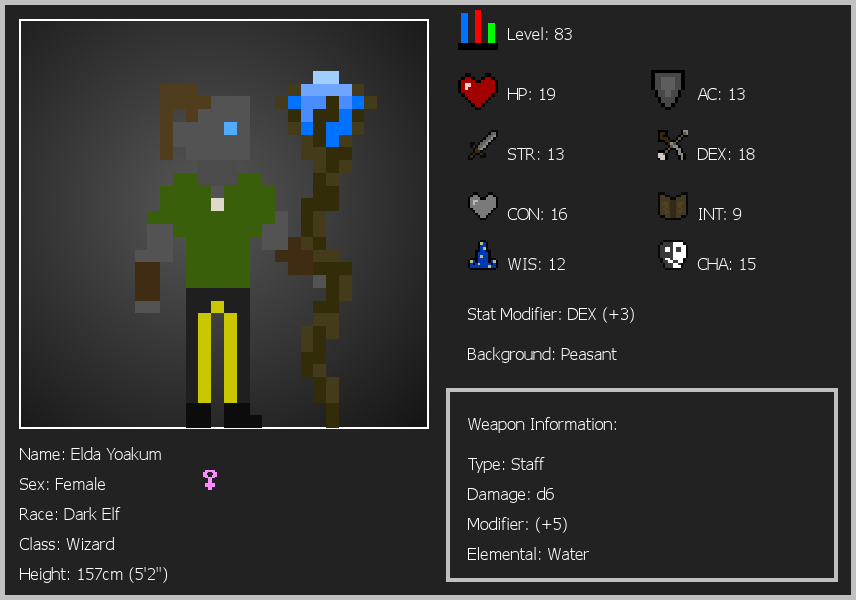 Level: 83
HP: 19
AC: 13
STR: 13
DEX: 18
CON: 16
INT: 9
WIS: 12
CHA: 15
Stat Modifier: DEX (+3)
Background: Peasant
Weapon Information:
Type: Staff
Damage: d6
Modifier: (+5)
Elemental: Water
Name: Elda Yoakum
Sex: Female
Race: Dark Elf
Class: Wizard
Height: 157cm (5'2")